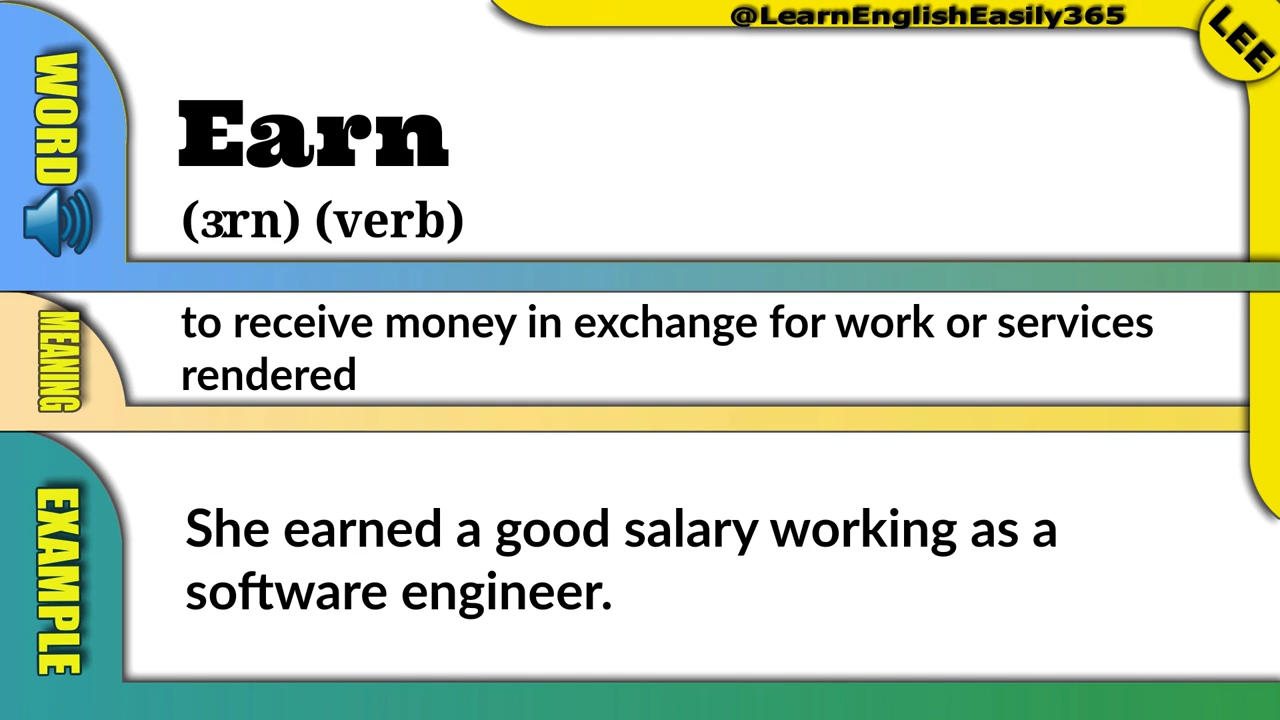 @LearnEnglishEasily365
LEE
WORD
Earn
(ɜrn) (verb)
MEANING
to receive money in exchange for work or services
rendered
EXAMPLE
She earned a good salary working as a
software engineer.